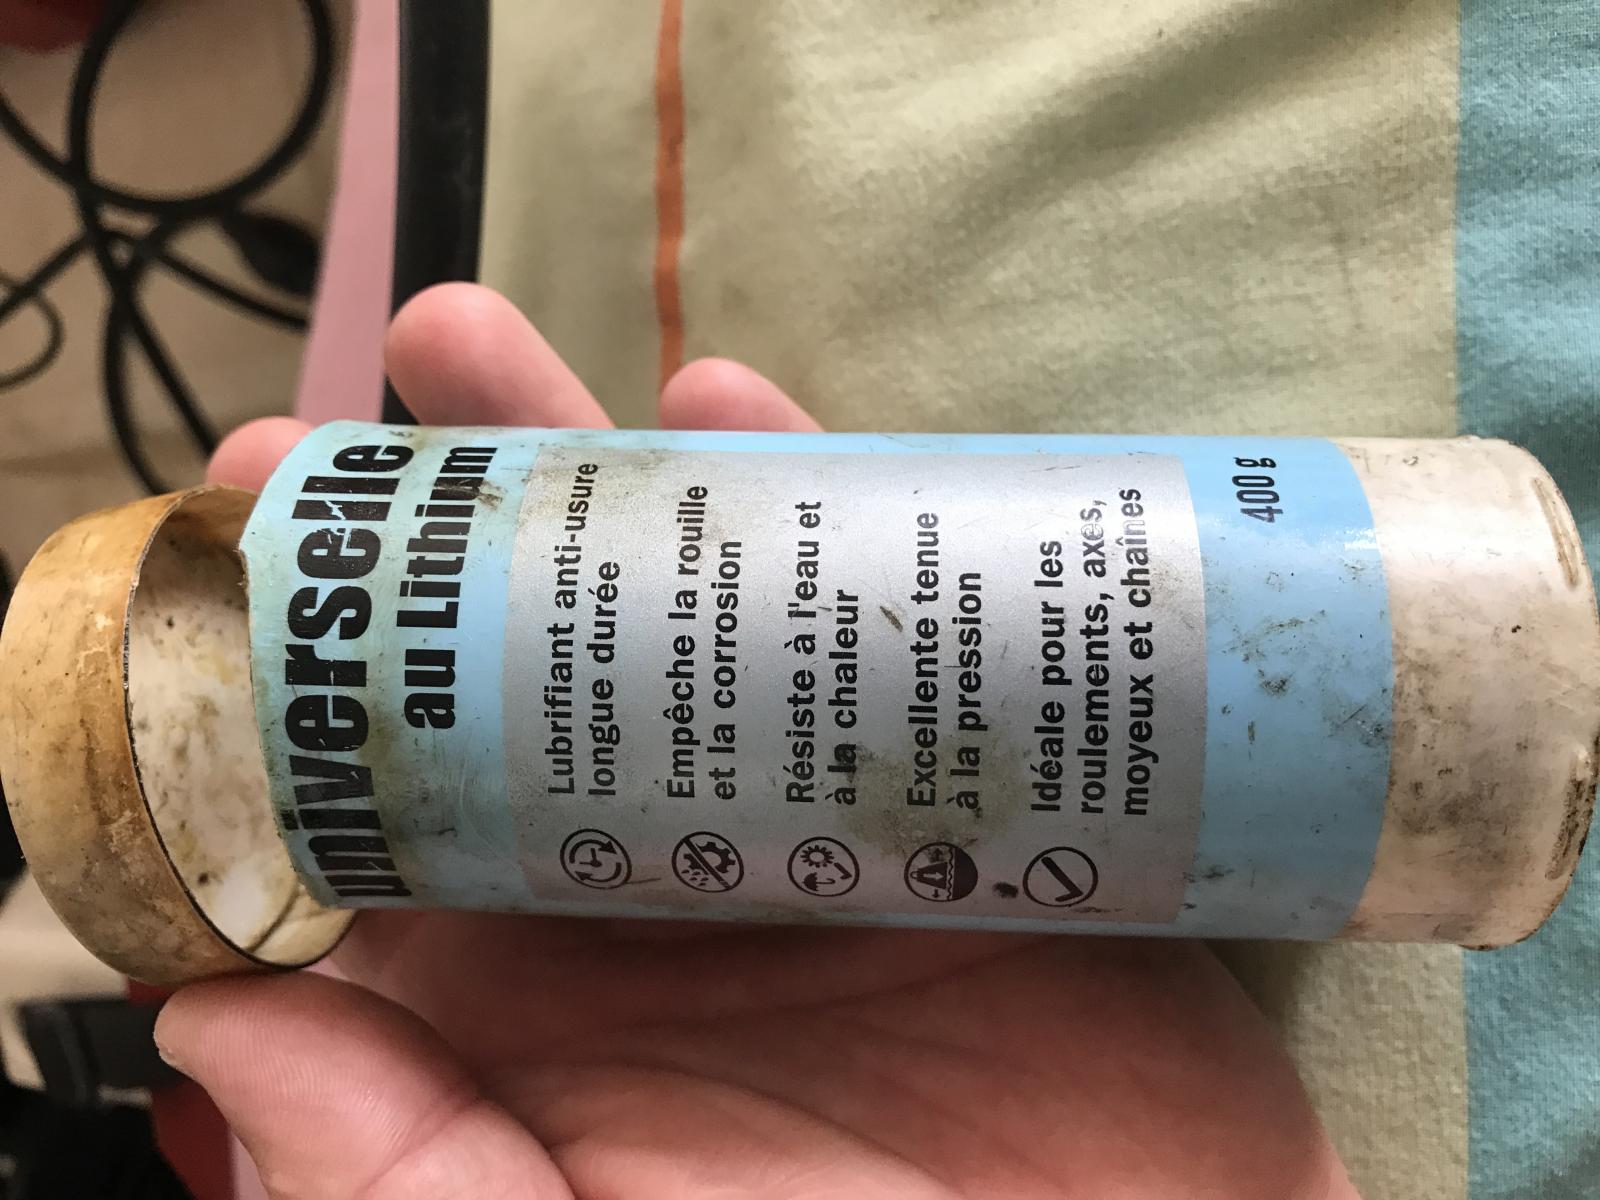 universelle
au Lithium
Lubrifiant anti-usure
longue durée
Empêche la rouille
et la corrosion
Résiste à l'eau et
à la chaleur
Excellente tenue
à la pression
Idéale pour les
roulements, axes,
moyeux et chaînes
400 g